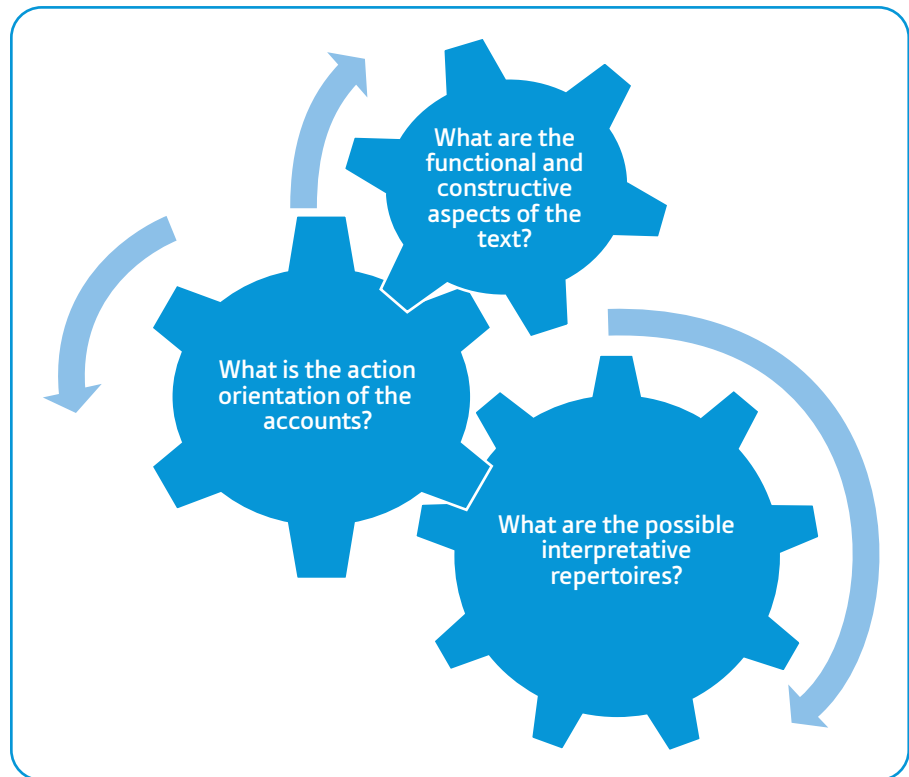 What are the
functional and
constructive
aspects of the
text?
What is the action
orientation of the
accounts?
What are the possible
interpretative
repertoires?